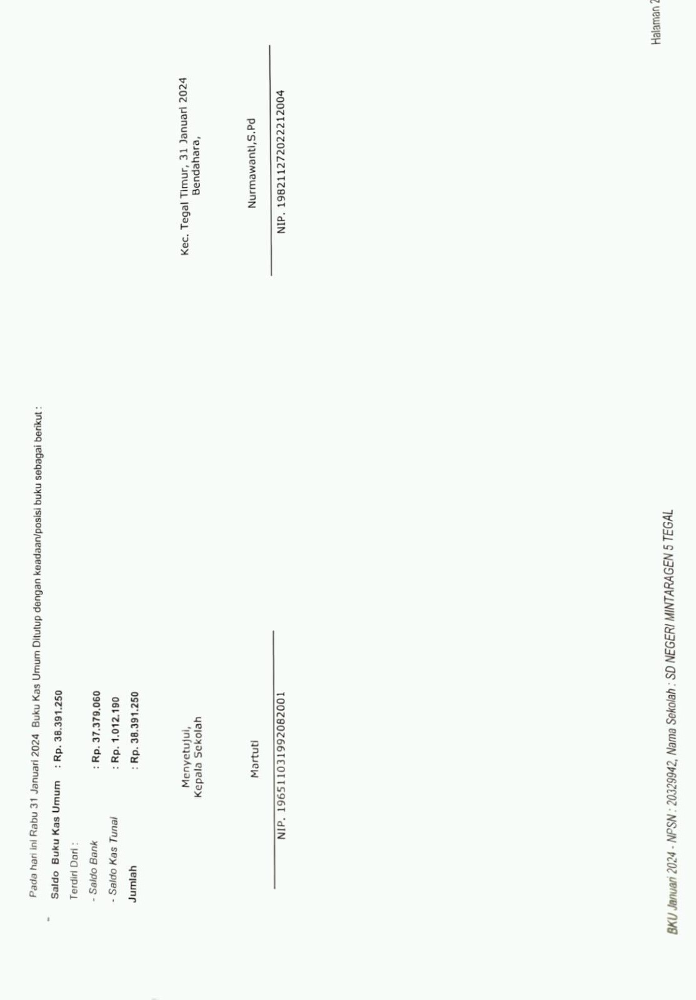 Pada hari ini Rabu 31 Januari 2024 Buku Kas Umum Ditutup dengan keadaan/posisi buku sebagai berikut :
Saldo Buku Kas Umum : Rp. 38.391.250
Terdiri Dari :
- Saldo Bank : Rp. 37.379.060
- Saldo Kas Tunai : Rp. 1.012.190
Jumlah : Rp. 38.391.250
Menyetujui,
Kepala Sekolah
Martuti
NIP. 196511031992082001
Kec. Tegal Timur, 31 Januari 2024
Bendahara,
Nurmawanti,S.Pd
NIP. 198211272022212004
BKU Januari 2024 - NPSN : 20329942, Nama Sekolah : SD NEGERI MINTARAGEN 5 TEGAL
Halaman 2